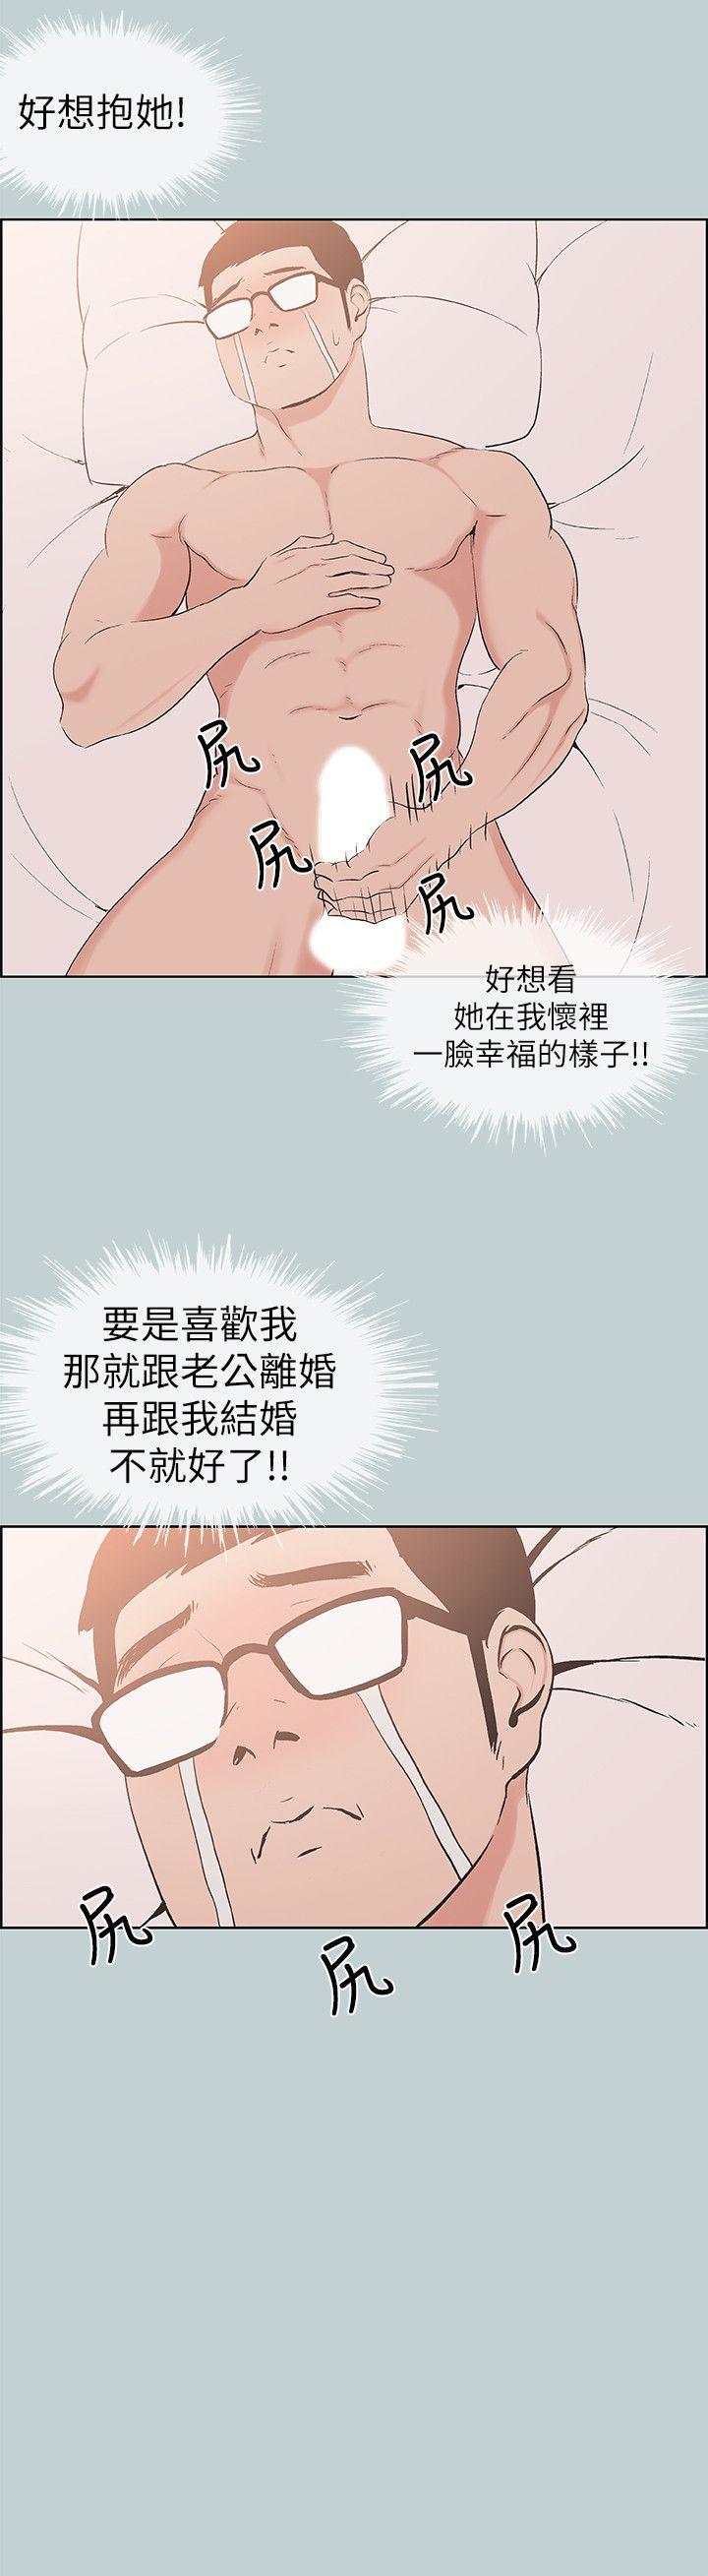 好想抱她!
尻
尻
尻
尻
好想看
她在我懷裡
一臉幸福的樣子!!
要是喜歡我
那就跟老公離婚
再跟我結婚
不就好了!!
尻
尻
尻